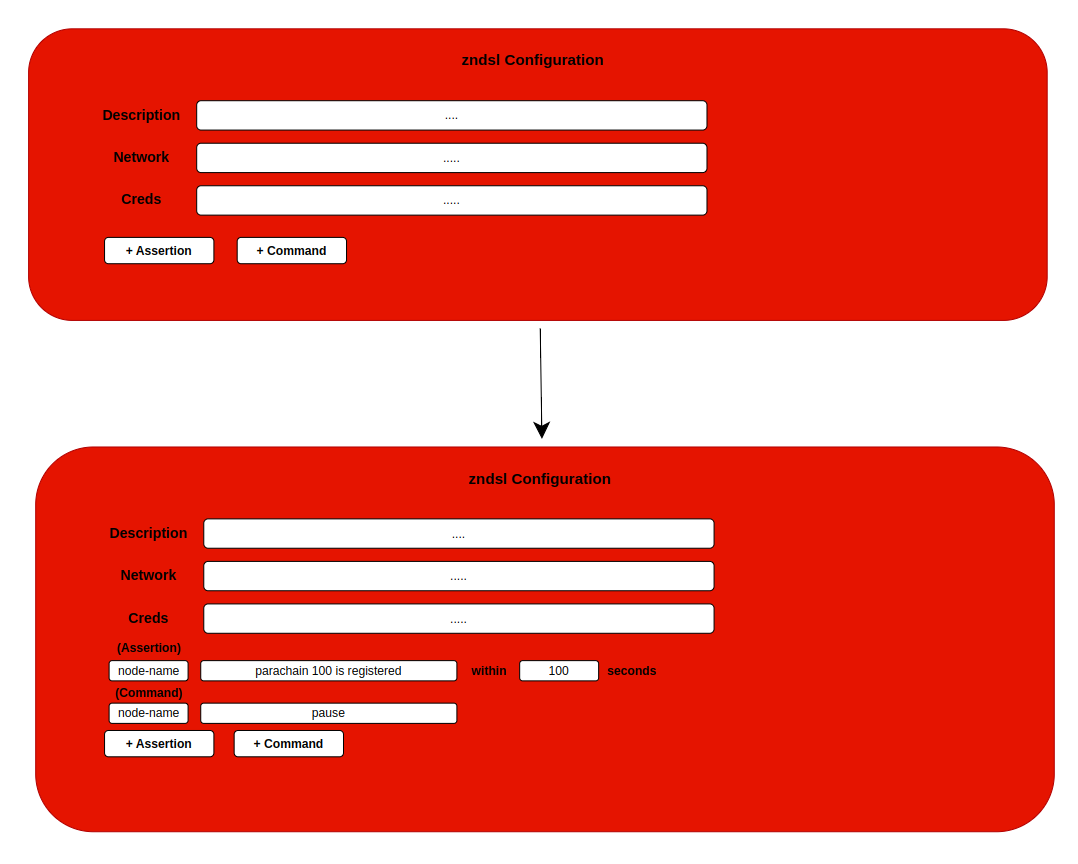 zndsl Configuration
Description ....
Network .....
Creds .....
+ Assertion + Command
zndsl Configuration
Description ....
Network .....
Creds .....
(Assertion)
node-name parachain 100 is registered within 100 seconds
(Command)
node-name pause
+ Assertion + Command